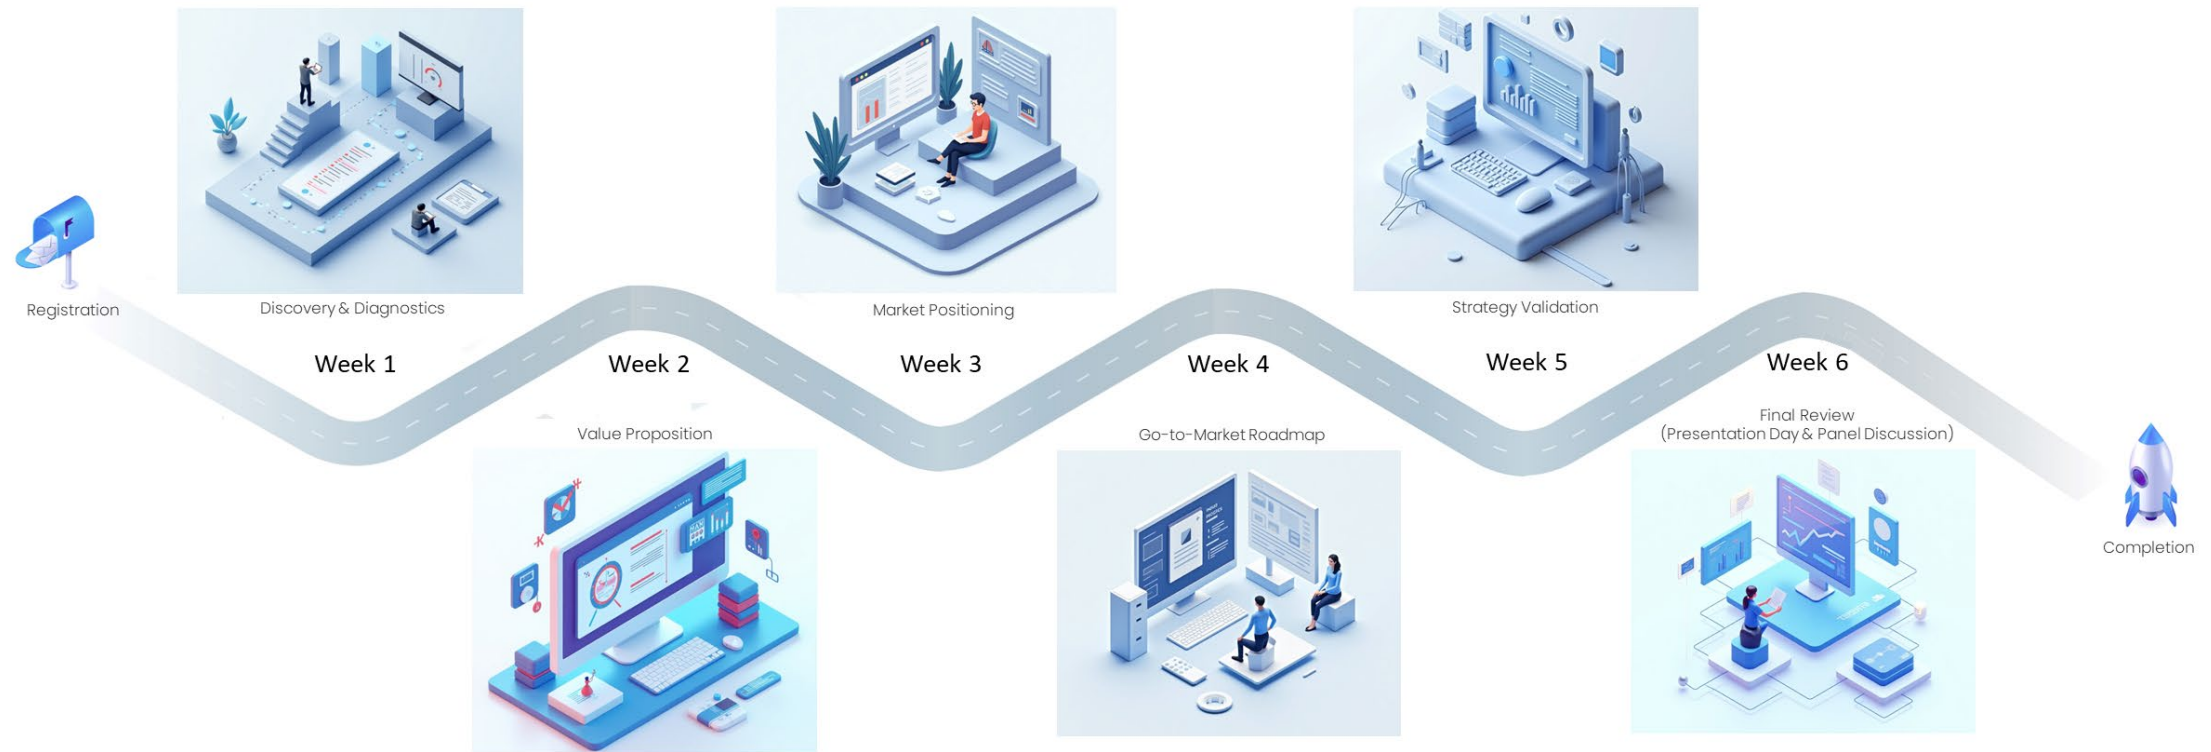 Registration
Discovery & Diagnostics
Week 1
Week 2
Value Proposition
Market Positioning
Week 3
Week 4
Go-to-Market Roadmap
Strategy Validation
Week 5
Week 6
Final Review
(Presentation Day & Panel Discussion)
Completion